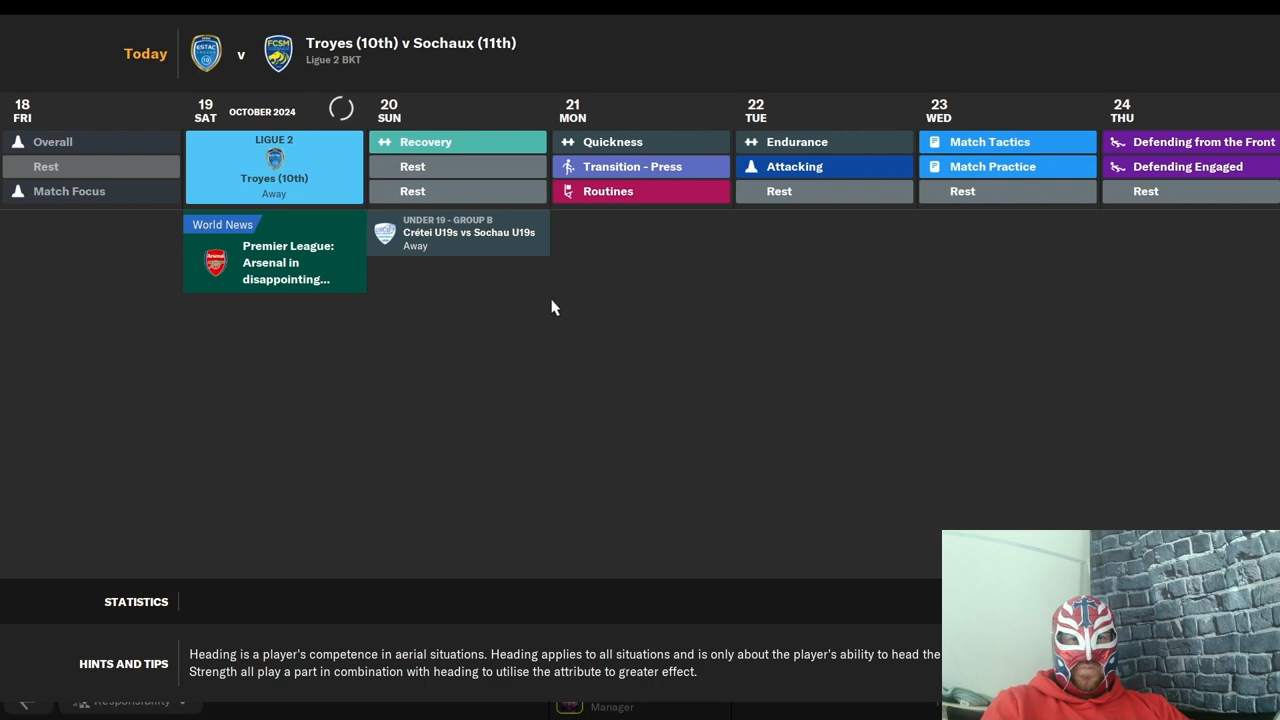 Today
v
Troyes (10th) v Sochaux (11th)
Ligue 2 BKT
18
FRI
19
SAT
OCTOBER 2024
20
SUN
21
MON
22
TUE
23
WED
24
THU
Overall
Rest
Match Focus
LIGUE 2
Troyes (10th)
Away
Recovery
Rest
Rest
Quickness
Transition - Press
Routines
Endurance
Attacking
Rest
Match Tactics
Match Practice
Rest
Defending from the Front
Defending Engaged
Rest
World News
Premier League:
Arsenal in
disappointing...
UNDER 19 - GROUP B
Crétei U19s vs Sochau U19s
Away
STATISTICS
HINTS AND TIPS
Heading is a player's competence in aerial situations. Heading applies to all situations and is only about the player's ability to head the
Strength all play a part in combination with heading to utilise the attribute to greater effect.
Responsibility
Manager